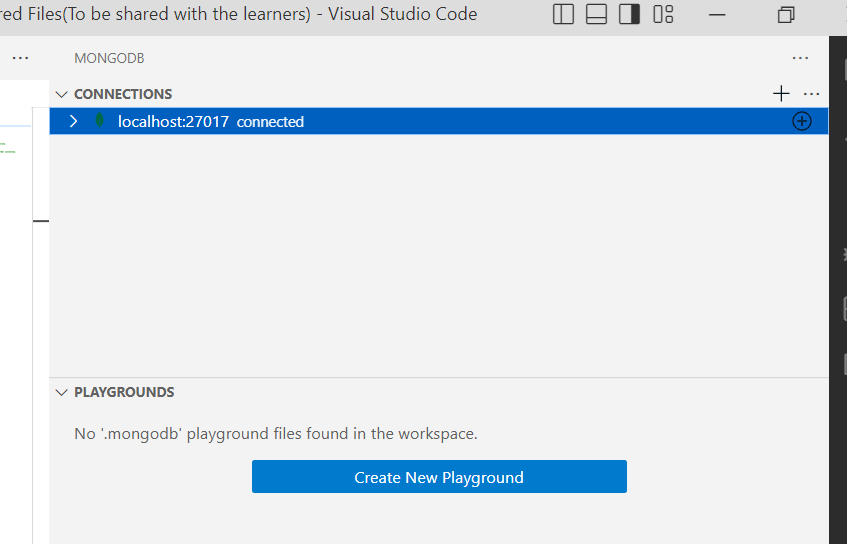 red Files(To be shared with the learners) - Visual Studio Code
MONGODB
CONNECTIONS
localhost:27017 connected
PLAYGROUNDS
No '.mongodb' playground files found in the workspace.
Create New Playground